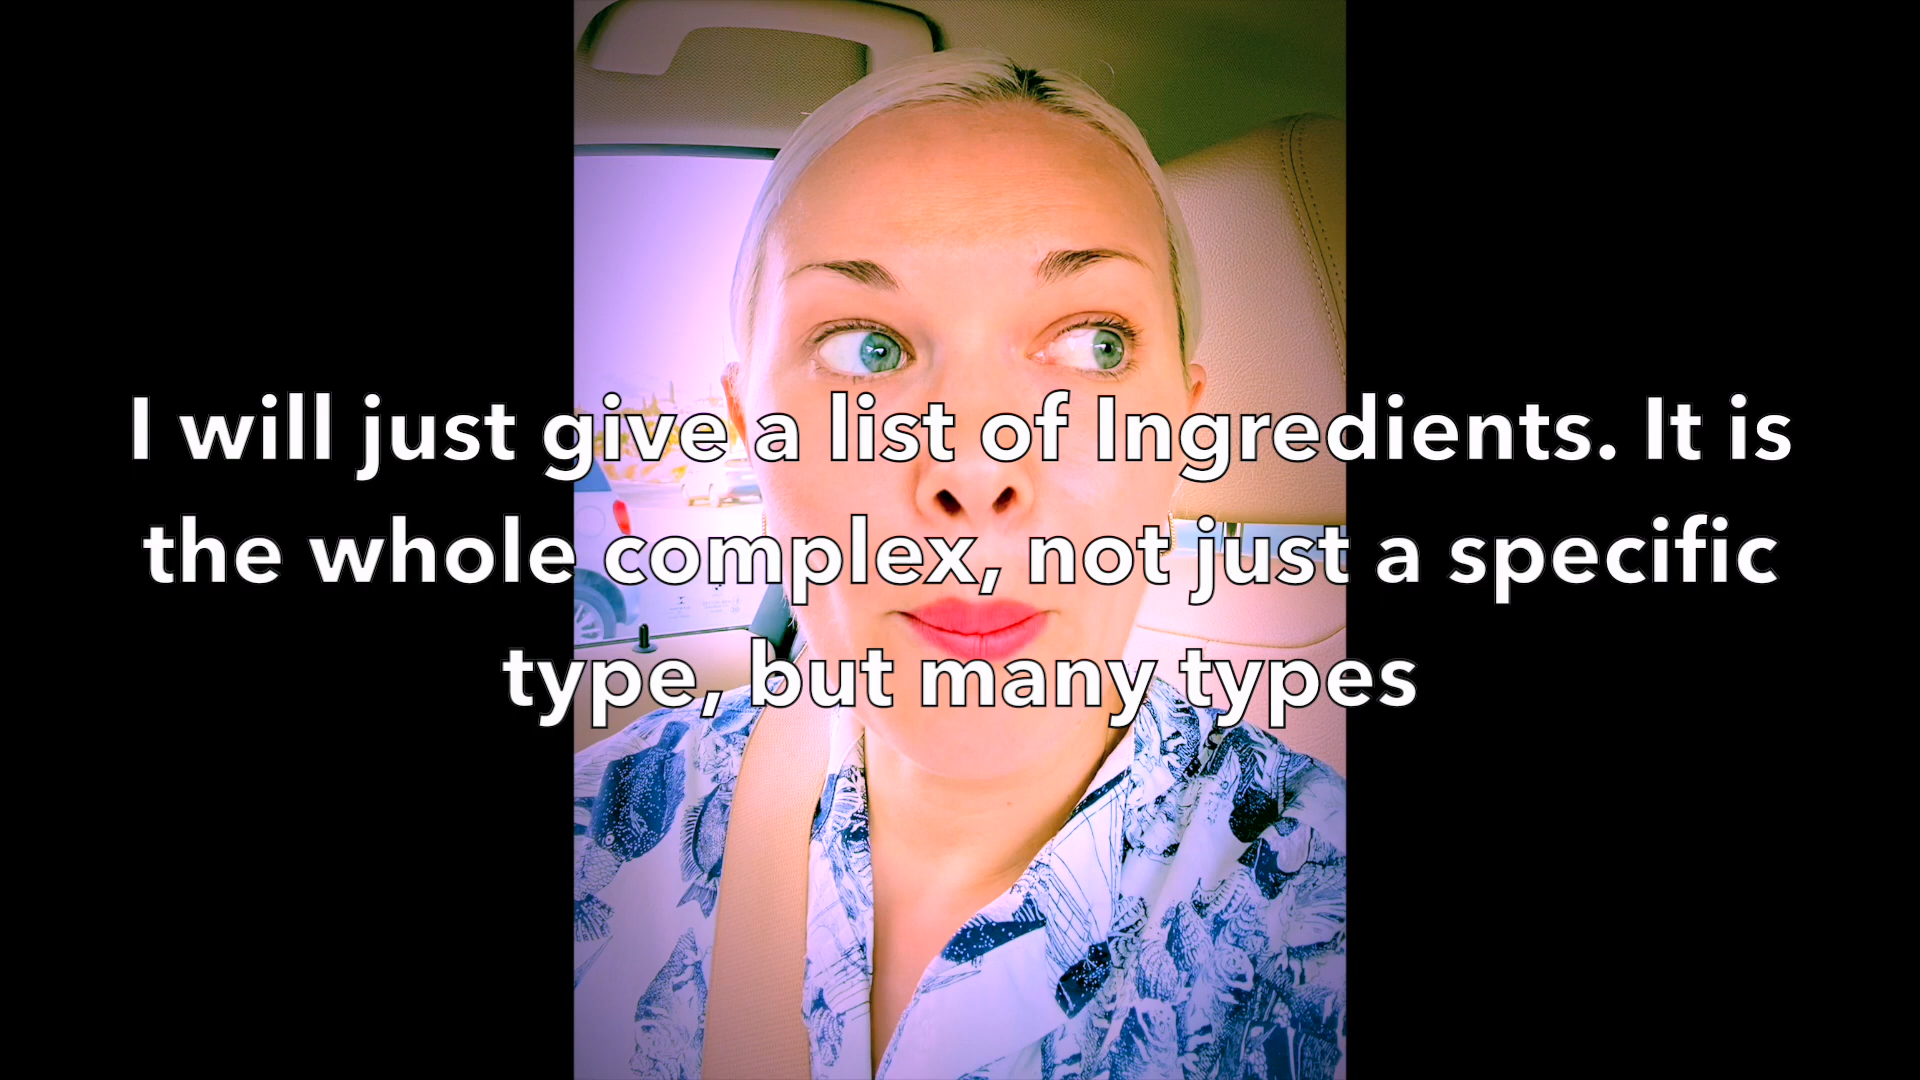 I will just give a list of Ingredients. It is
the whole complex, not just a specific
type, but many types